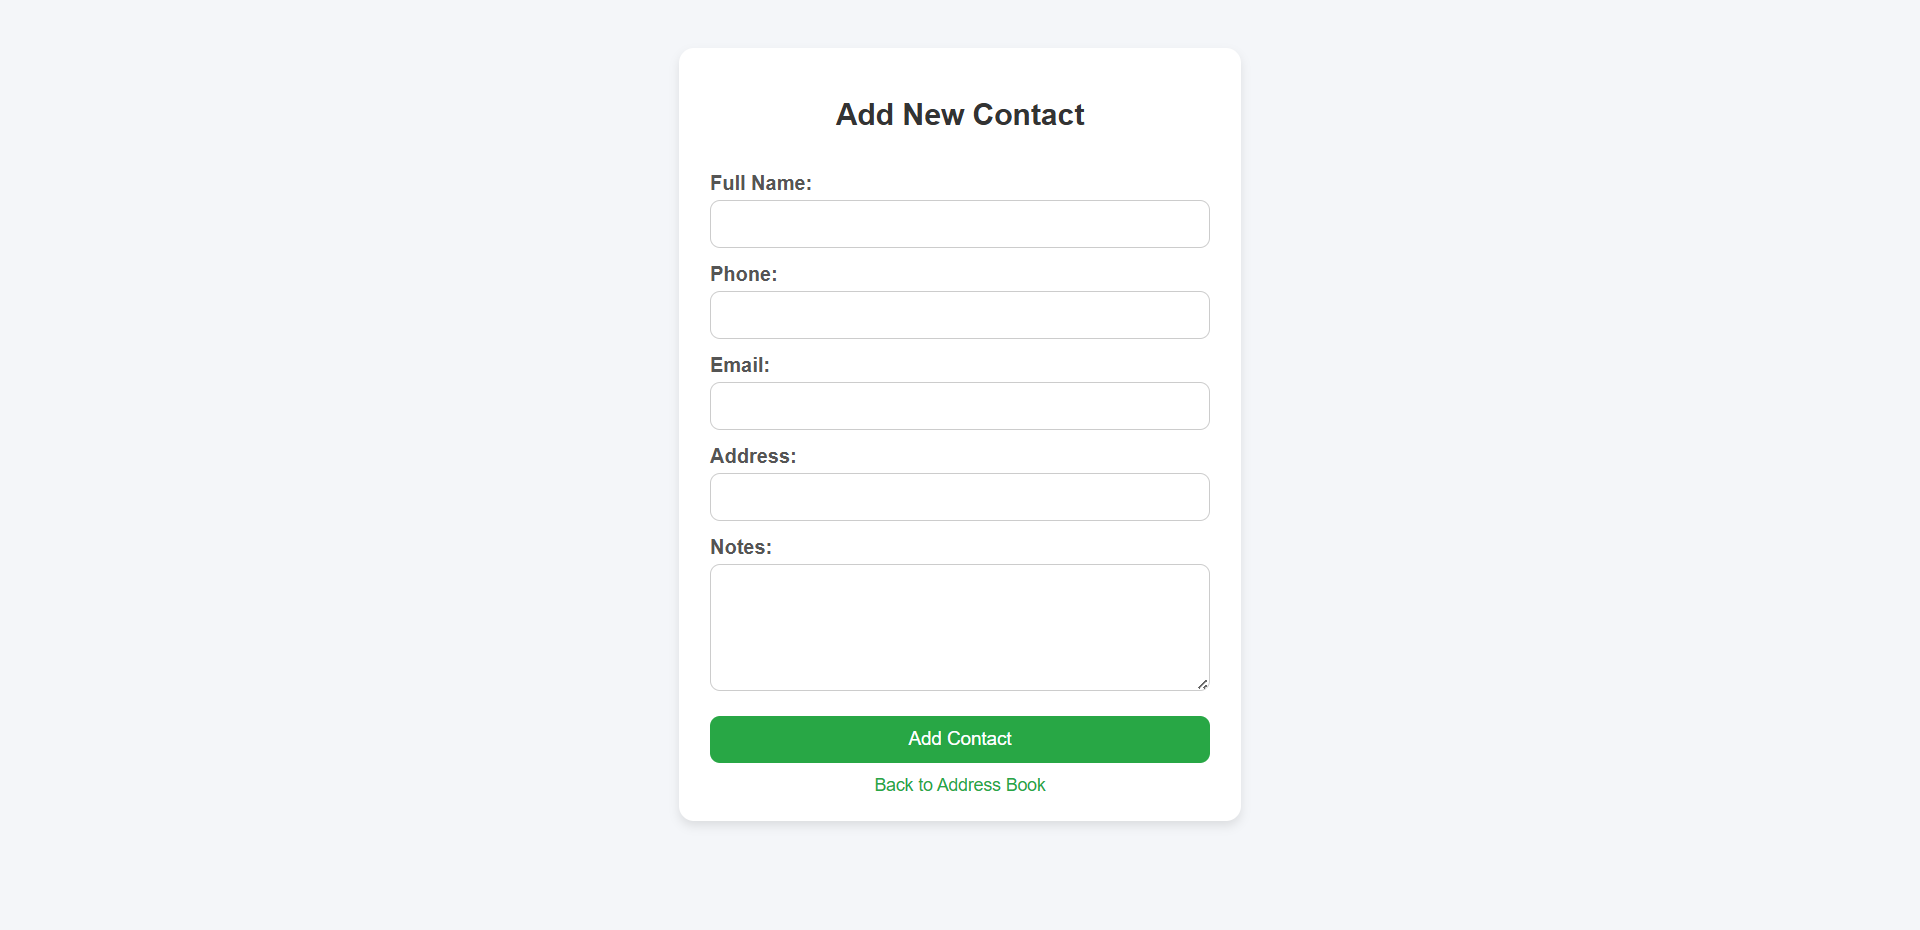 Add New Contact
Full Name:
Phone:
Email:
Address:
Notes:
Add Contact
Back to Address Book